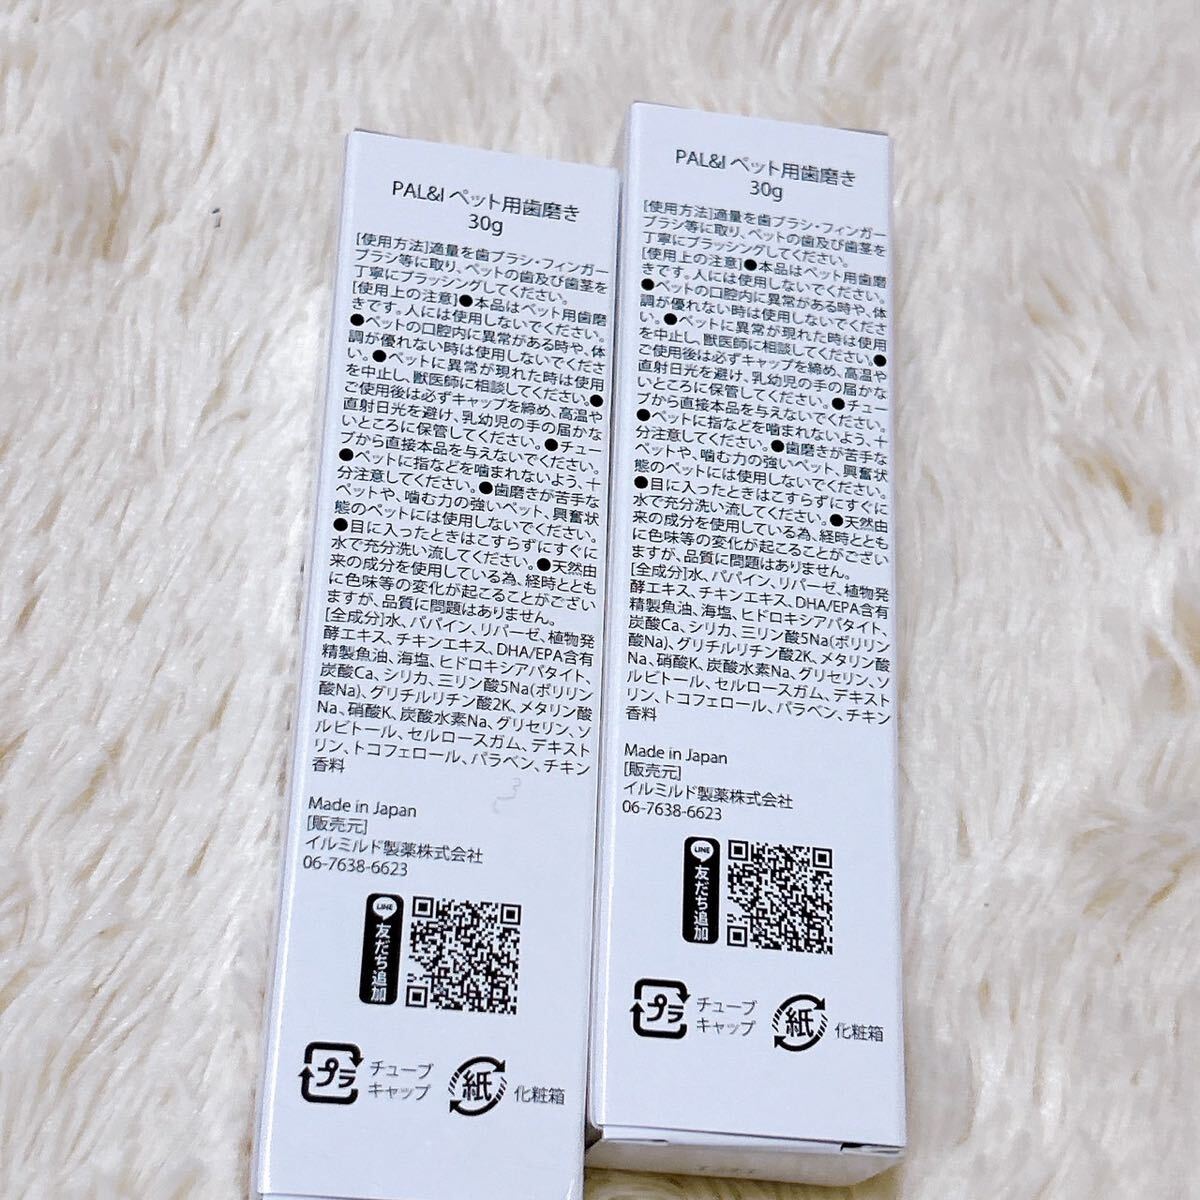 PAL&I ペット用歯磨き
30g
[使用方法]適量を歯ブラシ・フィンガー
ブラシ等に取り、ペットの歯及び歯茎を
丁寧にブラッシングしてください。
[使用上の注意]●本品はペット用歯磨
きです。人には使用しないでください。
●ペットの口腔内に異常がある時や、体
調が優れない時は使用しないでくださ
い。●ペットに異常が現れた時は使用
を中止し、獣医師に相談してください。●
ご使用後は必ずキャップを締め、高温や
直射日光を避け、乳幼児の手の届かな
いところに保管してください。●チュー
ブから直接本品を与えないでください。
●ペットに指などを噛まれないよう、十
分注意してください。●歯磨きが苦手な
ペットや、噛む力の強いペット、興奮状
態のペットには使用しないでください。
●目に入ったときはこすらずにすぐに
水で充分洗い流してください。●天然由
来の成分を使用している為、経時ととも
に色味等の変化が起こることがござい
ますが、品質に問題はありません。
[全成分]水、パパイン、リパーゼ、植物発
酵エキス、チキンエキス、DHA/EPA含有
精製魚油、海塩、ヒドロキシアパタイト、
炭酸Ca、シリカ、三リン酸5Na(ポリリン
酸Na)、グリチルリチン酸2K、メタリン酸
Na、硝酸K、炭酸水素Na、グリセリン、ソ
ルビトール、セルロースガム、デキスト
リン、トコフェロール、パラベン、チキン
香料
Made in Japan
[販売元]
イルミルド製薬株式会社
06-7638-6623
LINE
友だち追加
プラ
チューブ
キャップ
紙
化粧箱
PAL&I ペット用歯磨き
30g
[使用方法]適量を歯ブラシ・フィンガー
ブラシ等に取り、ペットの歯及び歯茎を
丁寧にブラッシングしてください。
[使用上の注意]●本品はペット用歯磨
きです。人には使用しないでください。
●ペットの口腔内に異常がある時や、体
調が優れない時は使用しないでくださ
い。●ペットに異常が現れた時は使用
を中止し、獣医師に相談してください。●
ご使用後は必ずキャップを締め、高温や
直射日光を避け、乳幼児の手の届かな
いところに保管してください。●チュー
ブから直接本品を与えないでください。
●ペットに指などを噛まれないよう、十
分注意してください。●歯磨きが苦手な
ペットや、噛む力の強いペット、興奮状
態のペットには使用しないでください。
●目に入ったときはこすらずにすぐに
水で充分洗い流してください。●天然由
来の成分を使用している為、経時ととも
に色味等の変化が起こることがござい
ますが、品質に問題はありません。
[全成分]水、パパイン、リパーゼ、植物発
酵エキス、チキンエキス、DHA/EPA含有
精製魚油、海塩、ヒドロキシアパタイト、
炭酸Ca、シリカ、三リン酸5Na(ポリリン
酸Na)、グリチルリチン酸2K、メタリン酸
Na、硝酸K、炭酸水素Na、グリセリン、ソ
ルビトール、セルロースガム、デキスト
リン、トコフェロール、パラベン、チキン
香料
Made in Japan
[販売元]
イルミルド製薬株式会社
06-7638-6623
LINE
友だち追加
プラ
チューブ
キャップ
紙
化粧箱